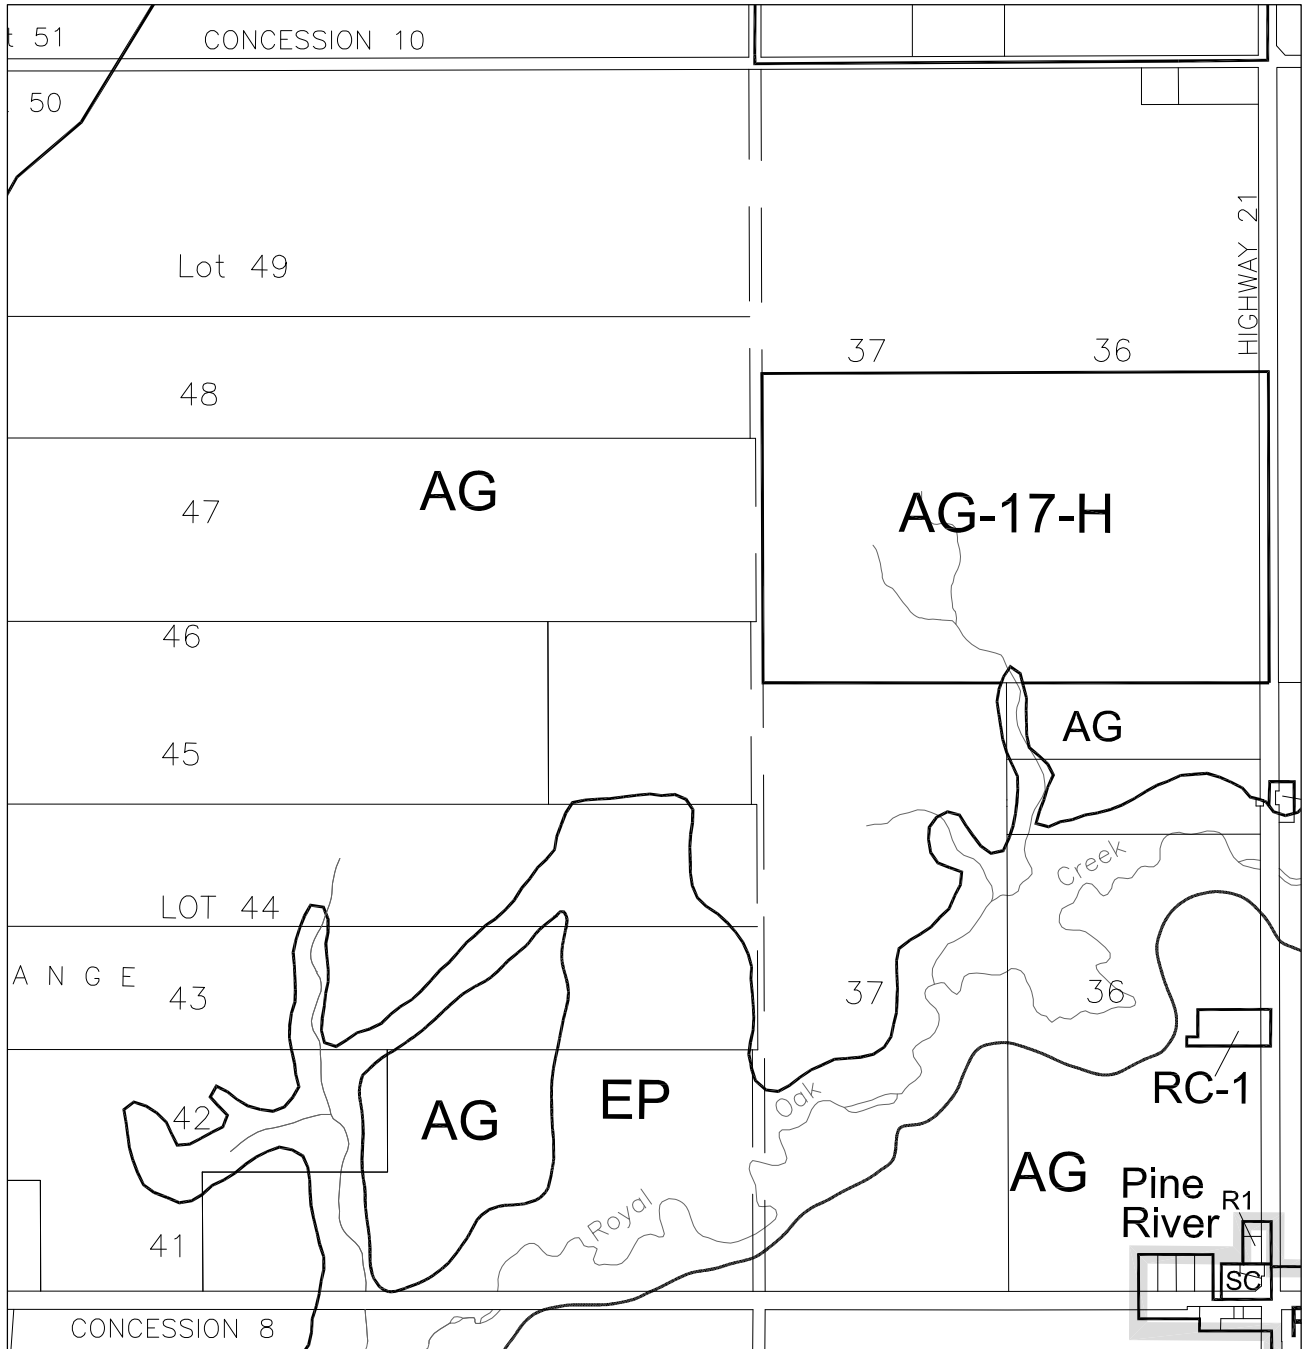 51
CONCESSION 10
50
HIGHWAY 21
Lot 49
37
36
48
AG
47
AG-17-H
46
AG
45
Creek
LOT 44
ANGE
43
37
36
RC-1
EP
Oak
42
AG
AG
Pine
River
R1
Royal
41
SC
CONCESSION 8